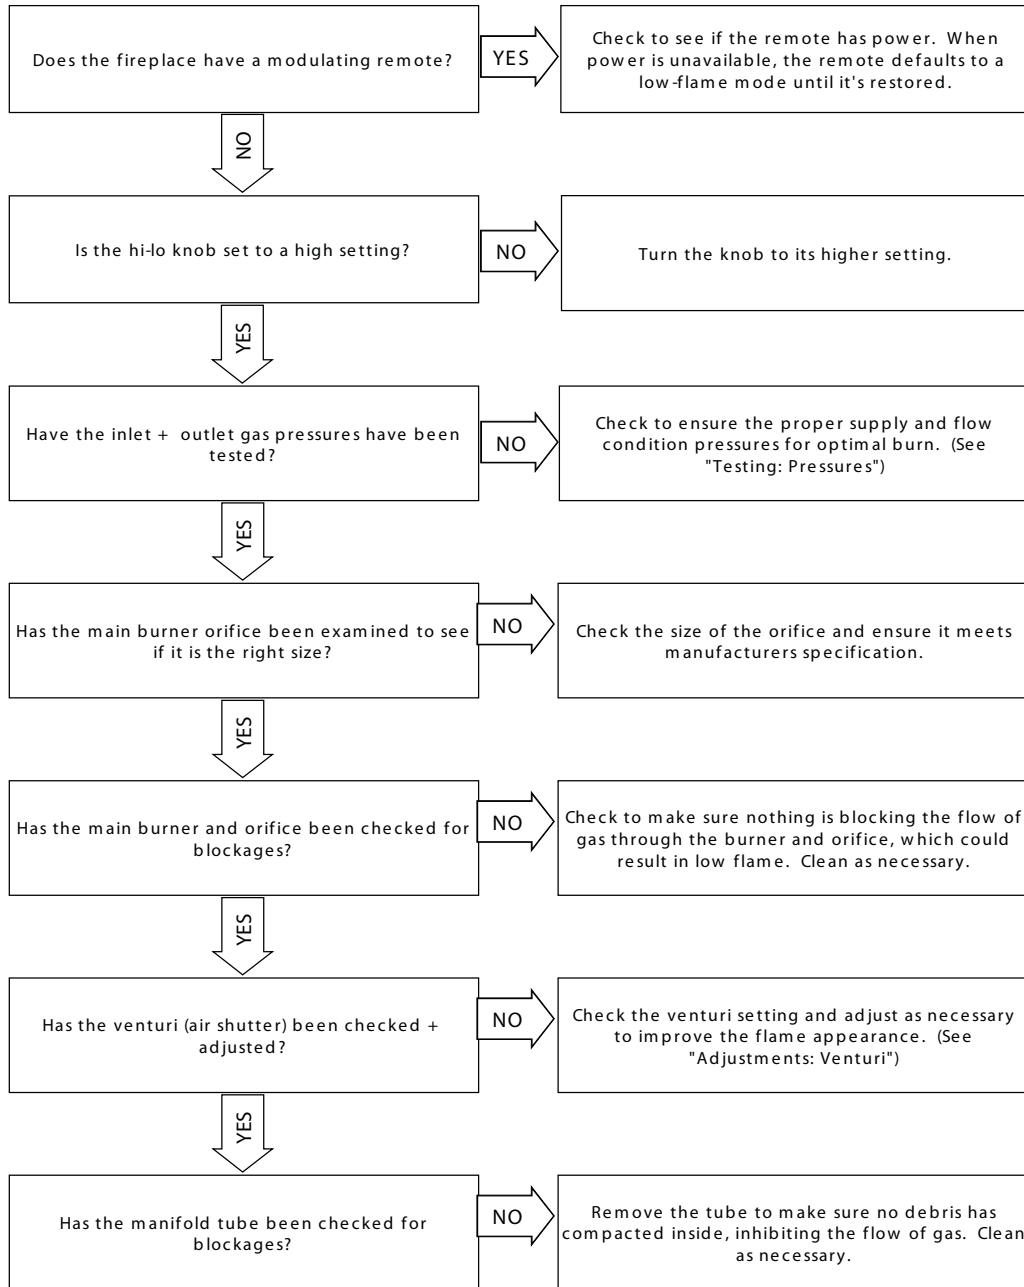 Does the fireplace have a modulating remote?
YES
Check to see if the remote has power. When
power is unavailable, the remote defaults to a
low-flame mode until it's restored.
NO
Is the hi-lo knob set to a high setting?
NO
Turn the knob to its higher setting.
YES
Have the inlet + outlet gas pressures have been
tested?
NO
Check to ensure the proper supply and flow
condition pressures for optimal burn. (See
"Testing: Pressures")
YES
Has the main burner orifice been examined to see
if it is the right size?
NO
Check the size of the orifice and ensure it meets
manufacturers specification.
YES
Has the main burner and orifice been checked for
blockages?
NO
Check to make sure nothing is blocking the flow of
gas through the burner and orifice, which could
result in low flame. Clean as necessary.
YES
Has the venturi (air shutter) been checked +
adjusted?
NO
Check the venturi setting and adjust as necessary
to improve the flame appearance. (See
"Adjustments: Venturi")
YES
Has the manifold tube been checked for
blockages?
NO
Remove the tube to make sure no debris has
compacted inside, inhibiting the flow of gas. Clean
as necessary.